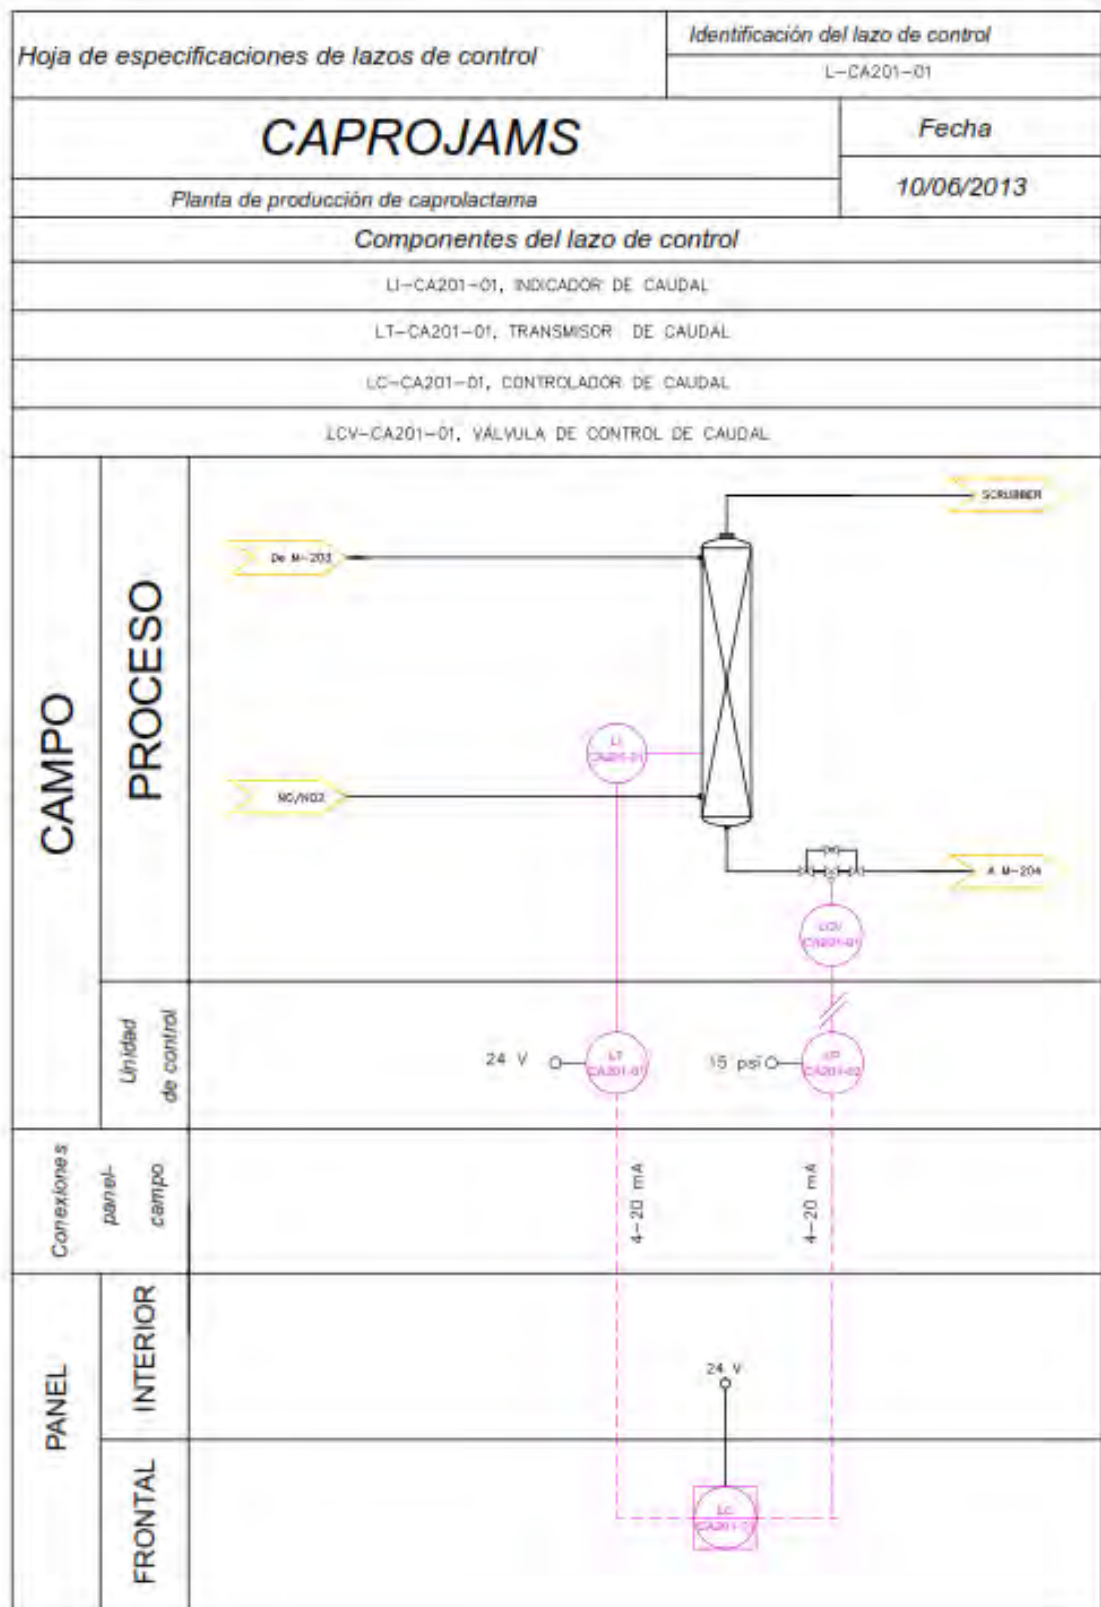 Hoja de especificaciones de lazos de control
Identificación del lazo de control
L-CA201-01
CAPROJAMS
Fecha
Planta de producción de caprolactama
10/06/2013
Componentes del lazo de control
LI-CA201-01, INDICADOR DE CAUDAL
LT-CA201-01, TRANSMISOR DE CAUDAL
LC-CA201-01, CONTROLADOR DE CAUDAL
LCV-CA201-01, VÁLVULA DE CONTROL DE CAUDAL
CAMPO
PROCESO
SCRUBBER
De M-203
LI
CA201-01
NO/NO2
A M-204
LCV
CA201-01
Unidad
de control
24 V
LT
CA201-01
15 psi
CA201-02
Conexiones
panel-
campo
4-20 mA
4-20 mA
PANEL
INTERIOR
24 V
FRONTAL
LC
CA201-01